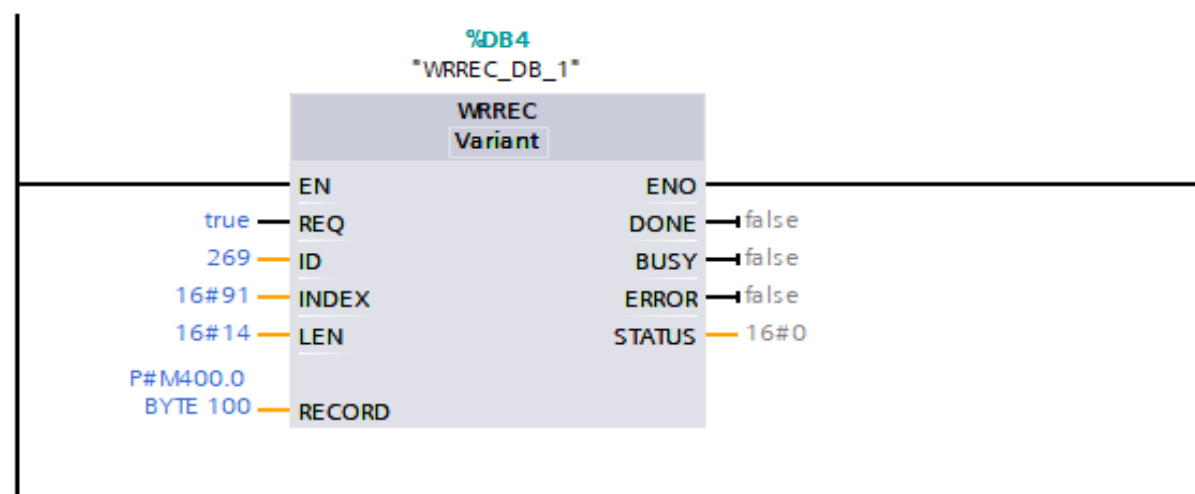 %DB4
"WRREC_DB_1"
WRREC
Variant
EN ENO
true REQ DONE false
269 ID BUSY false
16#91 INDEX ERROR false
16#14 LEN STATUS 16#0
P#M400.0
BYTE 100 RECORD